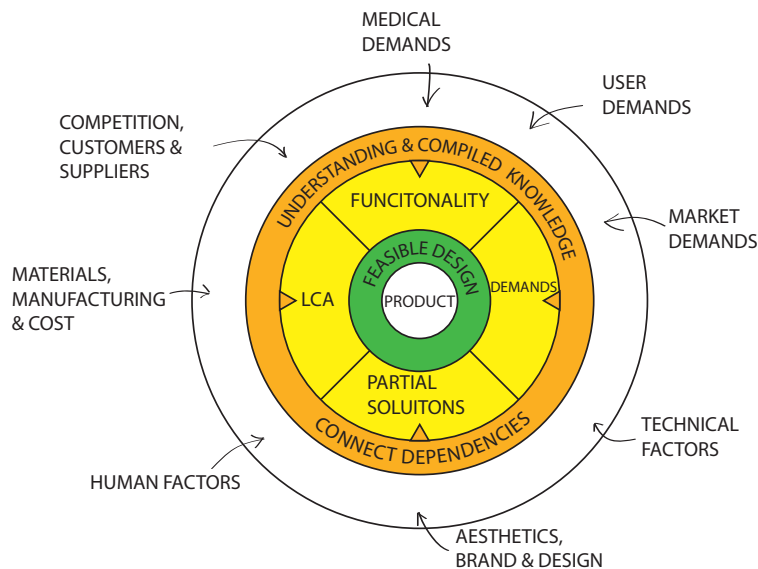 MEDICAL
DEMANDS
USER
DEMANDS
COMPETITION,
CUSTOMERS &
SUPPLIERS
UNDERSTANDING & COMPILED KNOWLEDGE
FUNCITONALITY
MARKET
DEMANDS
FEASIBLE DESIGN
MATERIALS,
MANUFACTURING
& COST
LCA
PRODUCT
DEMANDS
PARTIAL
SOLUITONS
CONNECT DEPENDENCIES
TECHNICAL
FACTORS
HUMAN FACTORS
AESTHETICS,
BRAND & DESIGN